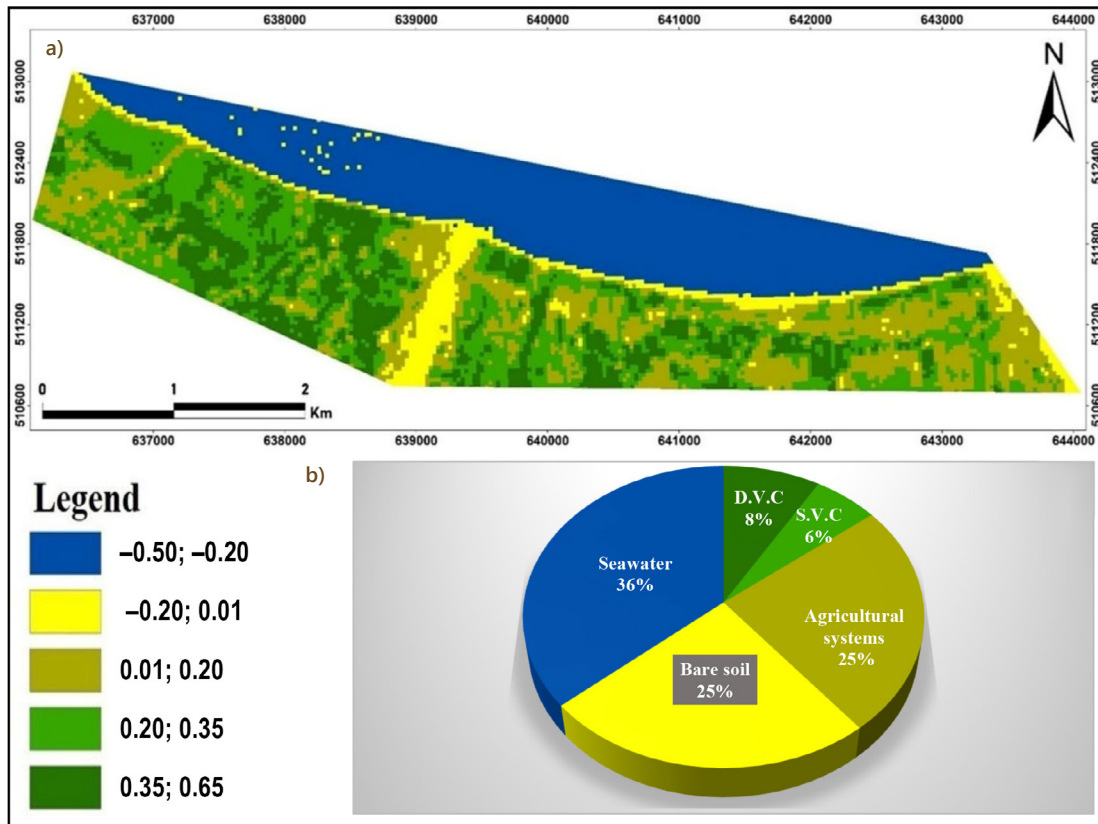 a)
637000 638000 639000 640000 641000 642000 643000 644000
513000
512400
511800
511200
510600
N
513000
512400
511800
511200
510600
0 1 2
Km
637000 638000 639000 640000 641000 642000 643000 644000
Legend
–0.50; –0.20
–0.20; 0.01
0.01; 0.20
0.20; 0.35
0.35; 0.65
b)
D.V.C
8%
S.V.C
6%
Seawater
36%
Agricultural
systems
25%
Bare soil
25%